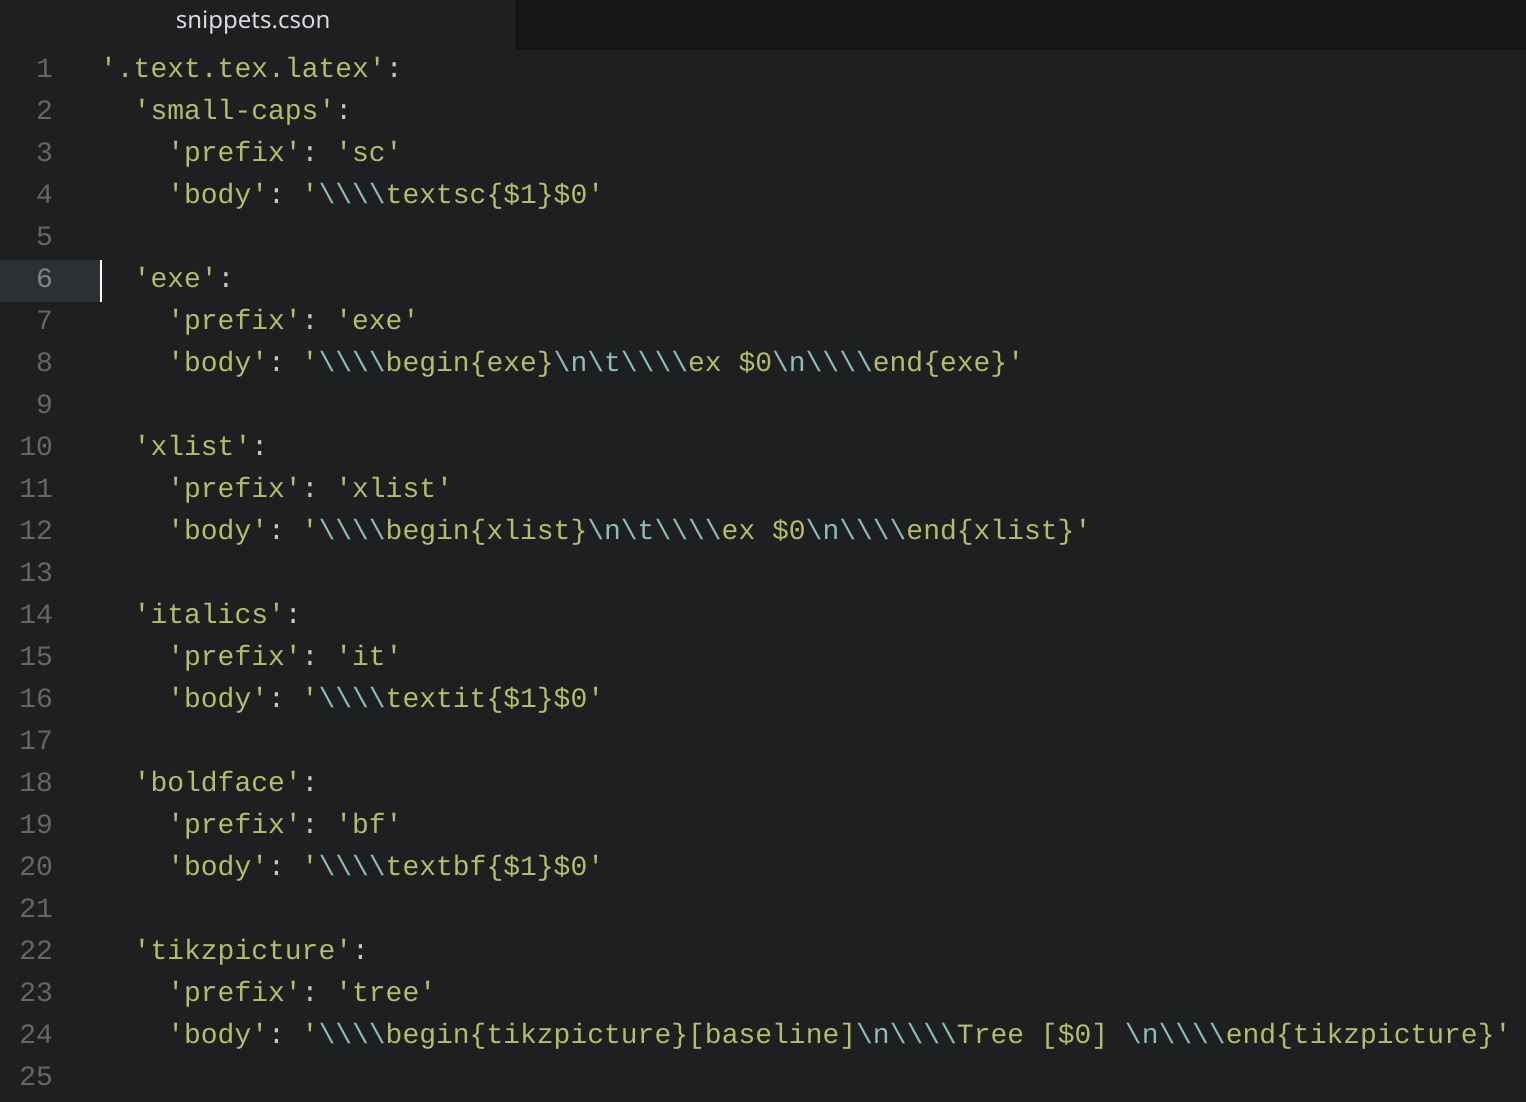 snippets.cson
1 '.text.tex.latex':
2   'small-caps':
3     'prefix': 'sc'
4     'body': '\\\\textsc{$1}$0'
5
6   'exe':
7     'prefix': 'exe'
8     'body': '\\\\begin{exe}\n\t\\\\ex $0\n\\\\end{exe}'
9
10   'xlist':
11     'prefix': 'xlist'
12     'body': '\\\\begin{xlist}\n\t\\\\ex $0\n\\\\end{xlist}'
13
14   'italics':
15     'prefix': 'it'
16     'body': '\\\\textit{$1}$0'
17
18   'boldface':
19     'prefix': 'bf'
20     'body': '\\\\textbf{$1}$0'
21
22   'tikzpicture':
23     'prefix': 'tree'
24     'body': '\\\\begin{tikzpicture}[baseline]\n\\\\Tree [$0] \n\\\\end{tikzpicture}'
25